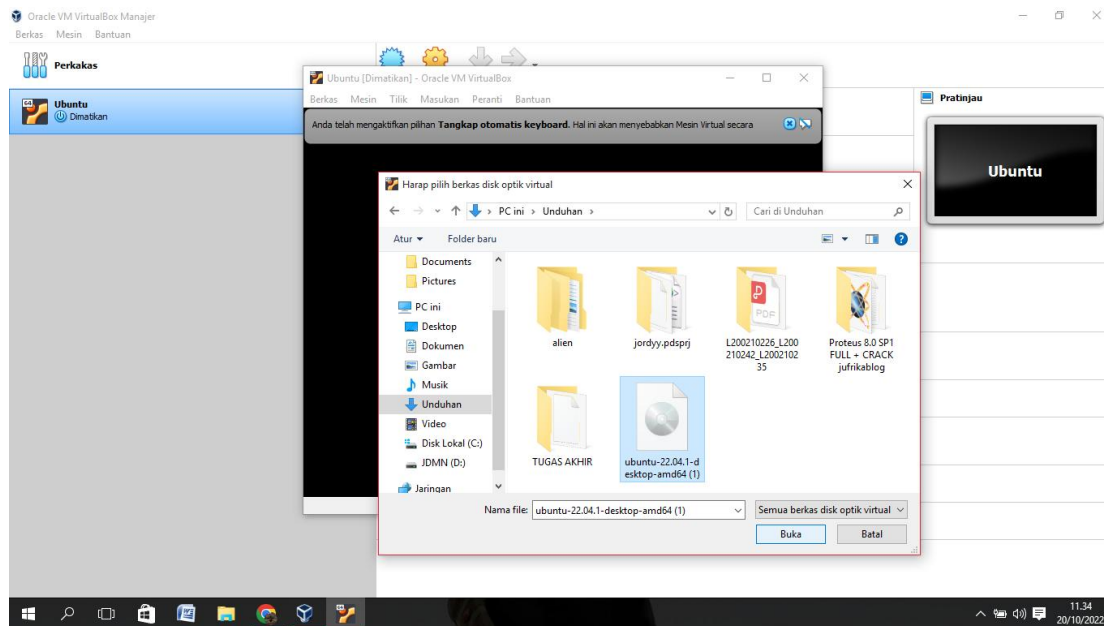 Oracle VM VirtualBox Manajer
Berkas Mesin Bantuan
Perkakas
Ubuntu
Dimatikan
Ubuntu [Dimatikan] - Oracle VM VirtualBox
Berkas Mesin Tilik Masukan Peranti Bantuan
Anda telah mengaktifkan pilihan Tangkap otomatis keyboard. Hal ini akan menyebabkan Mesin Virtual secara
Pratinjau
Ubuntu
Harap pilih berkas disk optik virtual
PC ini > Unduhan >
Cari di Unduhan
Atur
Folder baru
Documents
Pictures
PC ini
Desktop
Dokumen
Gambar
Musik
Unduhan
Video
Disk Lokal (C:)
JDMN (D:)
Jaringan
alien
jordyy.pdsprj
PDF
L200210226_L200
210242_L2002102
35
Proteus 8.0 SP1
FULL + CRACK
jufrikablog
TUGAS AKHIR
ubuntu-22.04.1-d
esktop-amd64 (1)
Nama file: ubuntu-22.04.1-desktop-amd64 (1)
Semua berkas disk optik virtual
Buka
Batal
11.34
20/10/2022